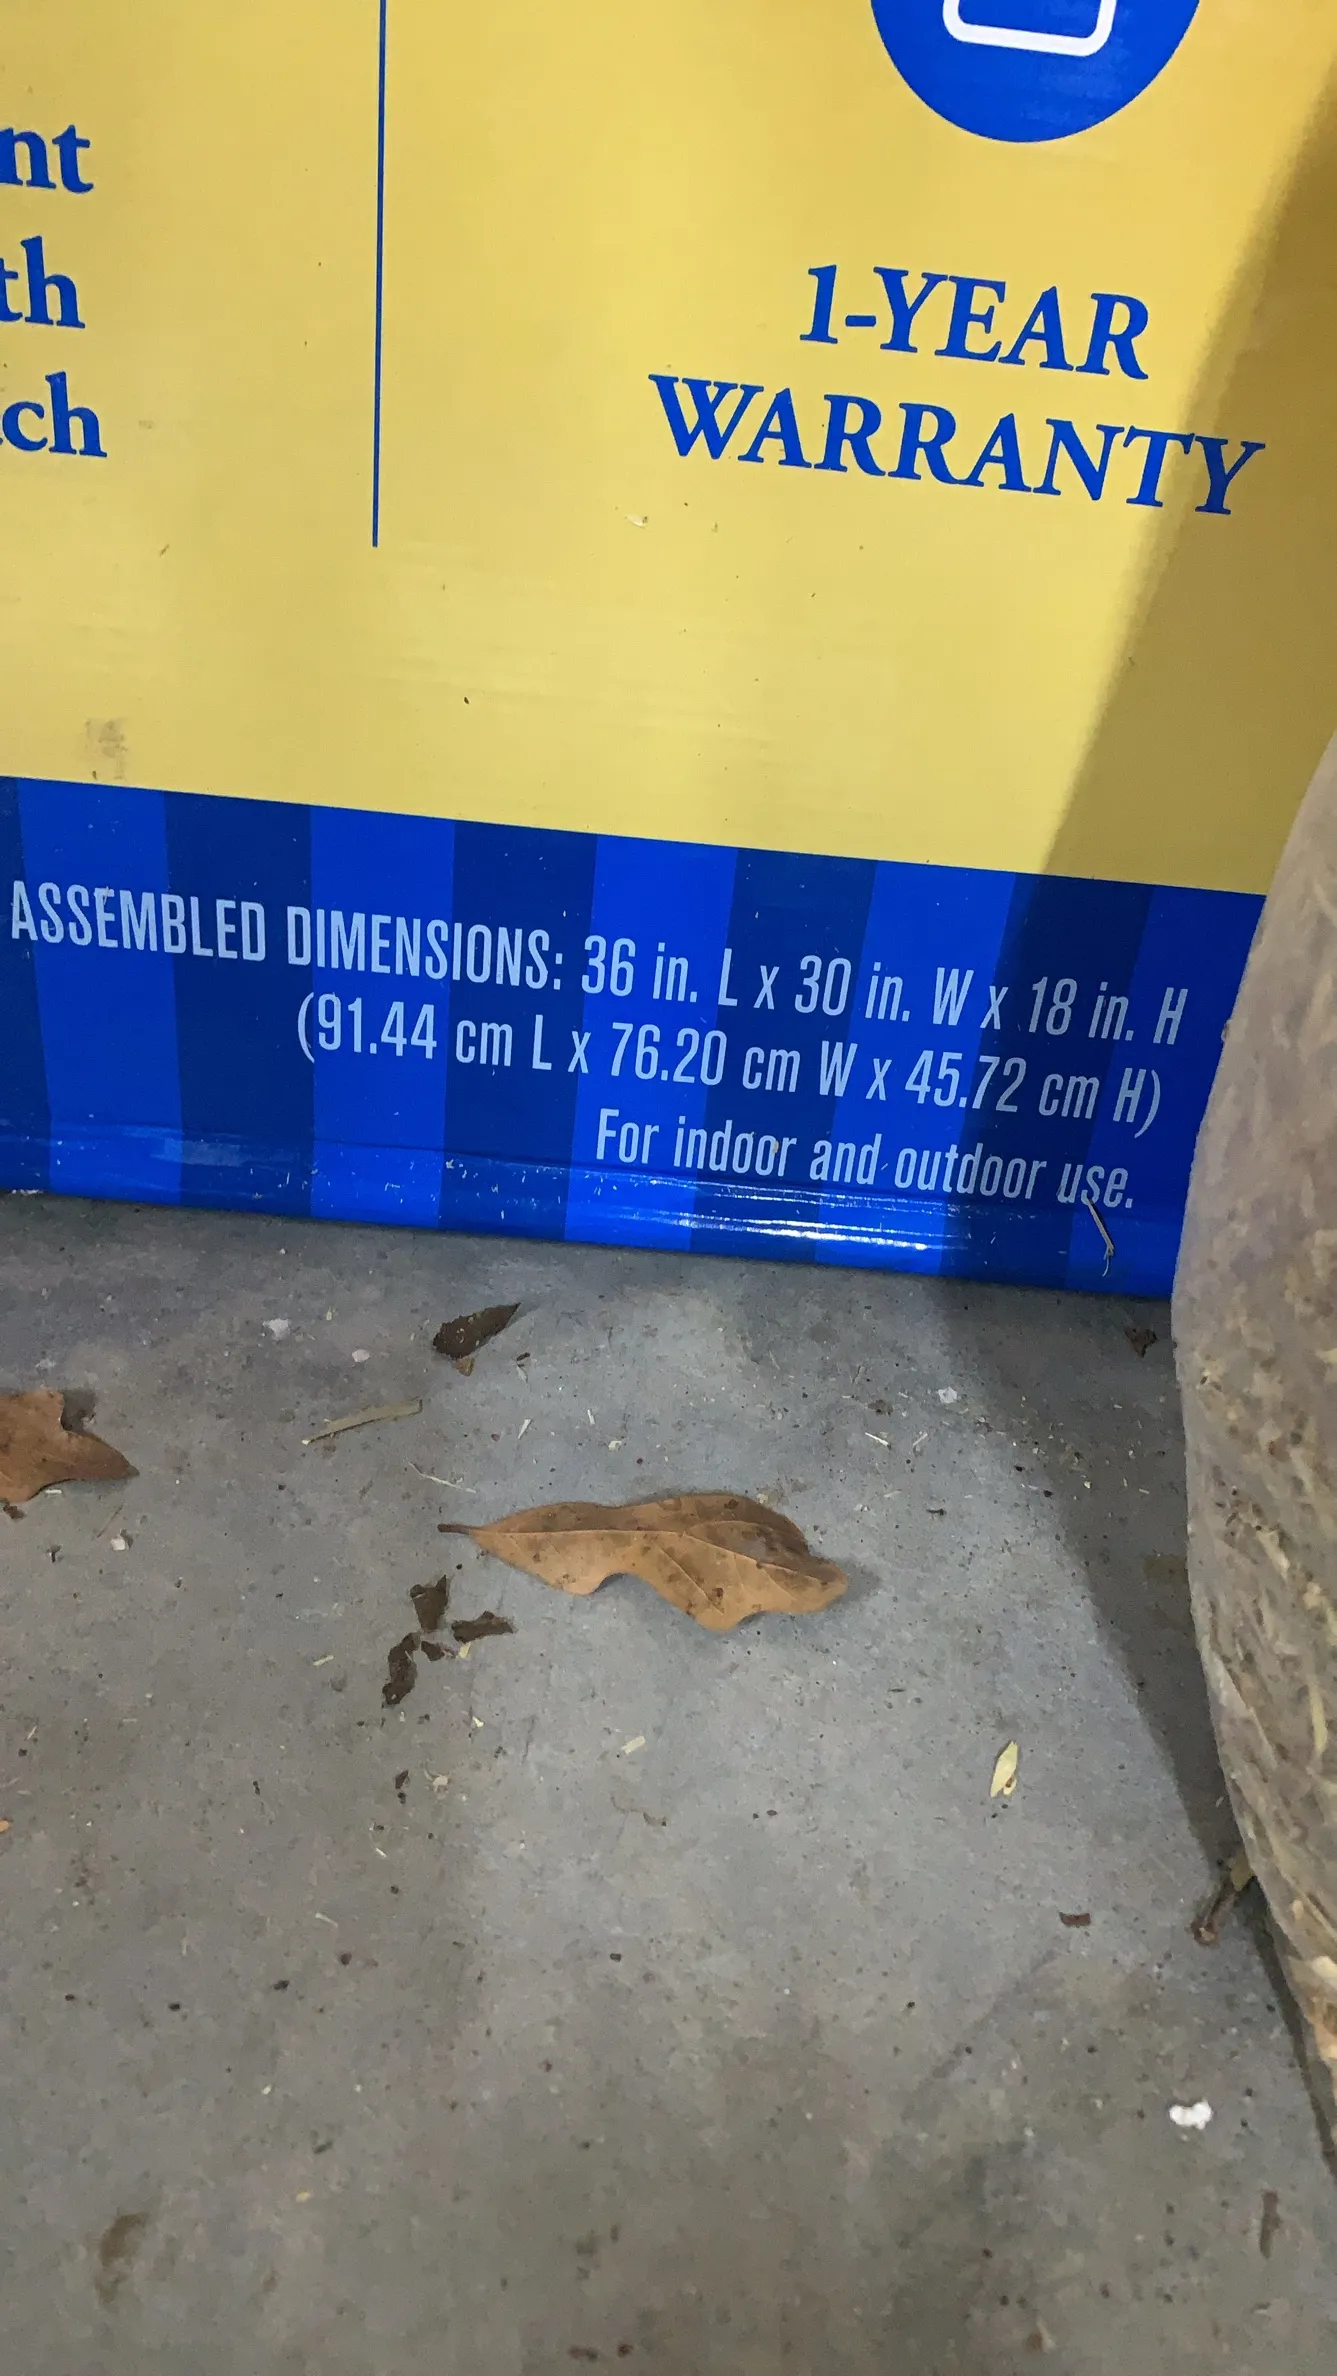 nt
th
ch
1-YEAR
WARRANTY
ASSEMBLED DIMENSIONS: 36 in. L x 30 in. W x 18 in. H
(91.44 cm L x 76.20 cm W x 45.72 cm H)
For indoor and outdoor use.